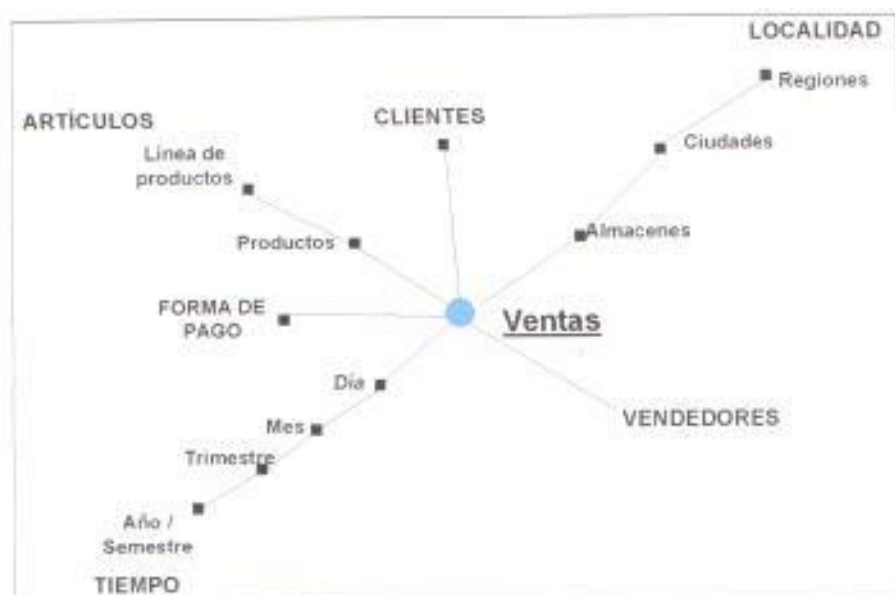 LOCALIDAD
Regiones
CLIENTES
ARTÍCULOS
Ciudades
Línea de
productos
Almacenes
Productos
FORMA DE
PAGO
Ventas
Día
VENDEDORES
Mes
Trimestre
Año /
Semestre
TIEMPO